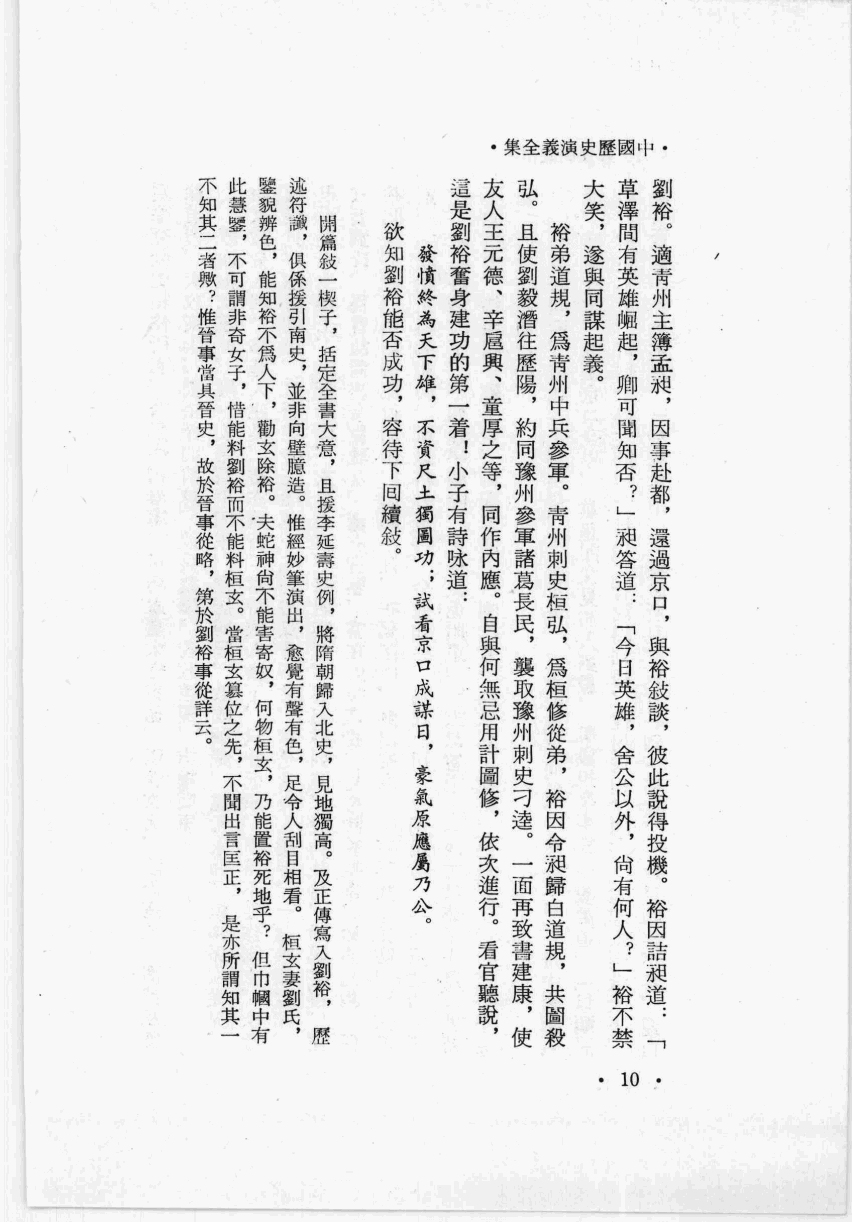 •中國歷史演義全集•
劉裕。適靑州主簿孟昶，因事赴都，還過京口，與裕敍談，彼此說得投機。裕因詰昶道：「
草澤間有英雄崛起，卿可聞知否？」昶答道：「今日英雄，舍公以外，尙有何人？」裕不禁
大笑，遂與同謀起義。
裕弟道規，爲靑州中兵參軍。靑州刺史桓弘，爲桓修從弟，裕因令昶歸白道規，共圖殺
弘。且使劉毅潛往歷陽，約同豫州參軍諸葛長民，襲取豫州刺史刁逵。一面再致書建康，使
友人王元德、辛扈興、童厚之等，同作內應。自與何無忌用計圖修，依次進行。看官聽說，
這是劉裕奮身建功的第一着！小子有詩咏道：
發憤終為天下雄，不資尺土獨圖功；試看京口成謀日，豪氣原應屬乃公。
欲知劉裕能否成功，容待下囘續敍。
開篇敍一楔子，括定全書大意，且援李延壽史例，將隋朝歸入北史，見地獨高。及正傳寫入劉裕，歷
述符讖，俱係援引南史，並非向壁臆造。惟經妙筆演出，愈覺有聲有色，足令人刮目相看。桓玄妻劉氏，
鑒貌辨色，能知裕不爲人下，勸玄除裕。夫蛇神尙不能害寄奴，何物桓玄，乃能置裕死地乎？但巾幗中有
此慧鑒，不可謂非奇女子，惜能料劉裕而不能料桓玄。當桓玄篡位之先，不聞出言匡正，是亦所謂知其一
不知其二者歟？惟晉事當具晉史，故於晉事從略，第於劉裕事從詳云。
• 10 •